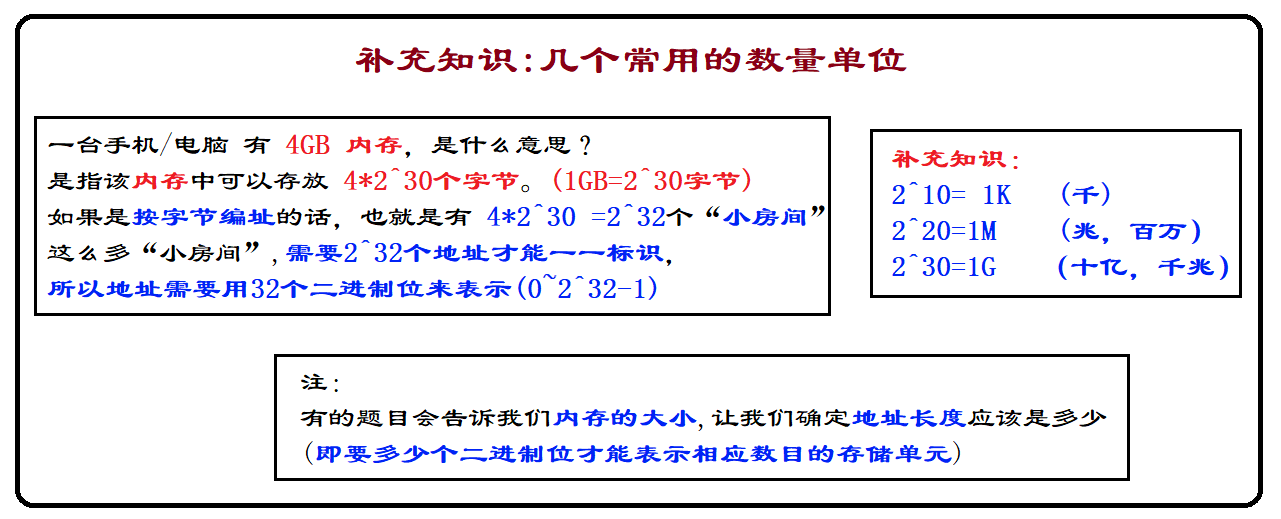 补充知识:几个常用的数量单位
一台手机/电脑 有 4GB 内存，是什么意思？
是指该内存中可以存放 4*2^30个字节。(1GB=2^30字节)
如果是按字节编址的话，也就是有 4*2^30 =2^32个“小房间”
这么多“小房间”,需要2^32个地址才能一一标识，
所以地址需要用32个二进制位来表示(0~2^32-1)
补充知识：
2^10= 1K （千）
2^20=1M （兆，百万)
2^30=1G （十亿，千兆)
注：
有的题目会告诉我们内存的大小,让我们确定地址长度应该是多少
(即要多少个二进制位才能表示相应数目的存储单元)